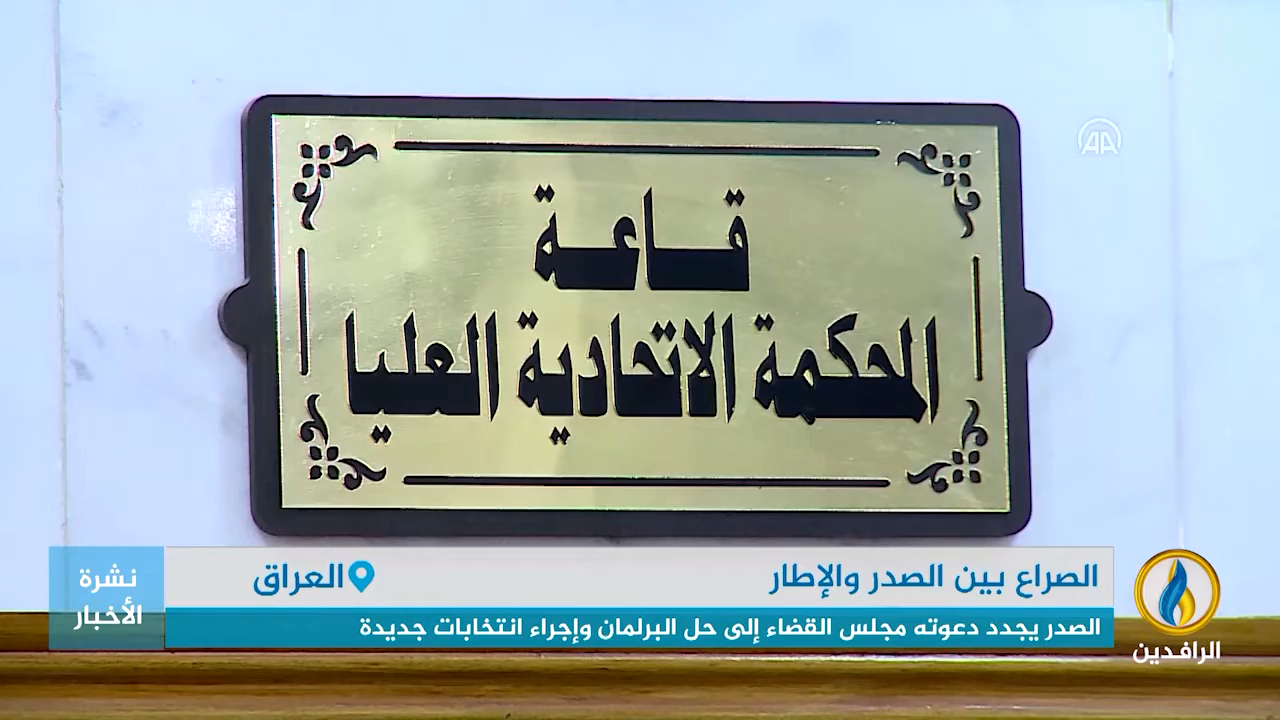 AA
قاعة
المحكمة الاتحادية العليا
الصراع بين الصدر والإطار
العراق
نشرة
الأخبار
الصدر يجدد دعوته مجلس القضاء إلى حل البرلمان وإجراء انتخابات جديدة
الرافدين